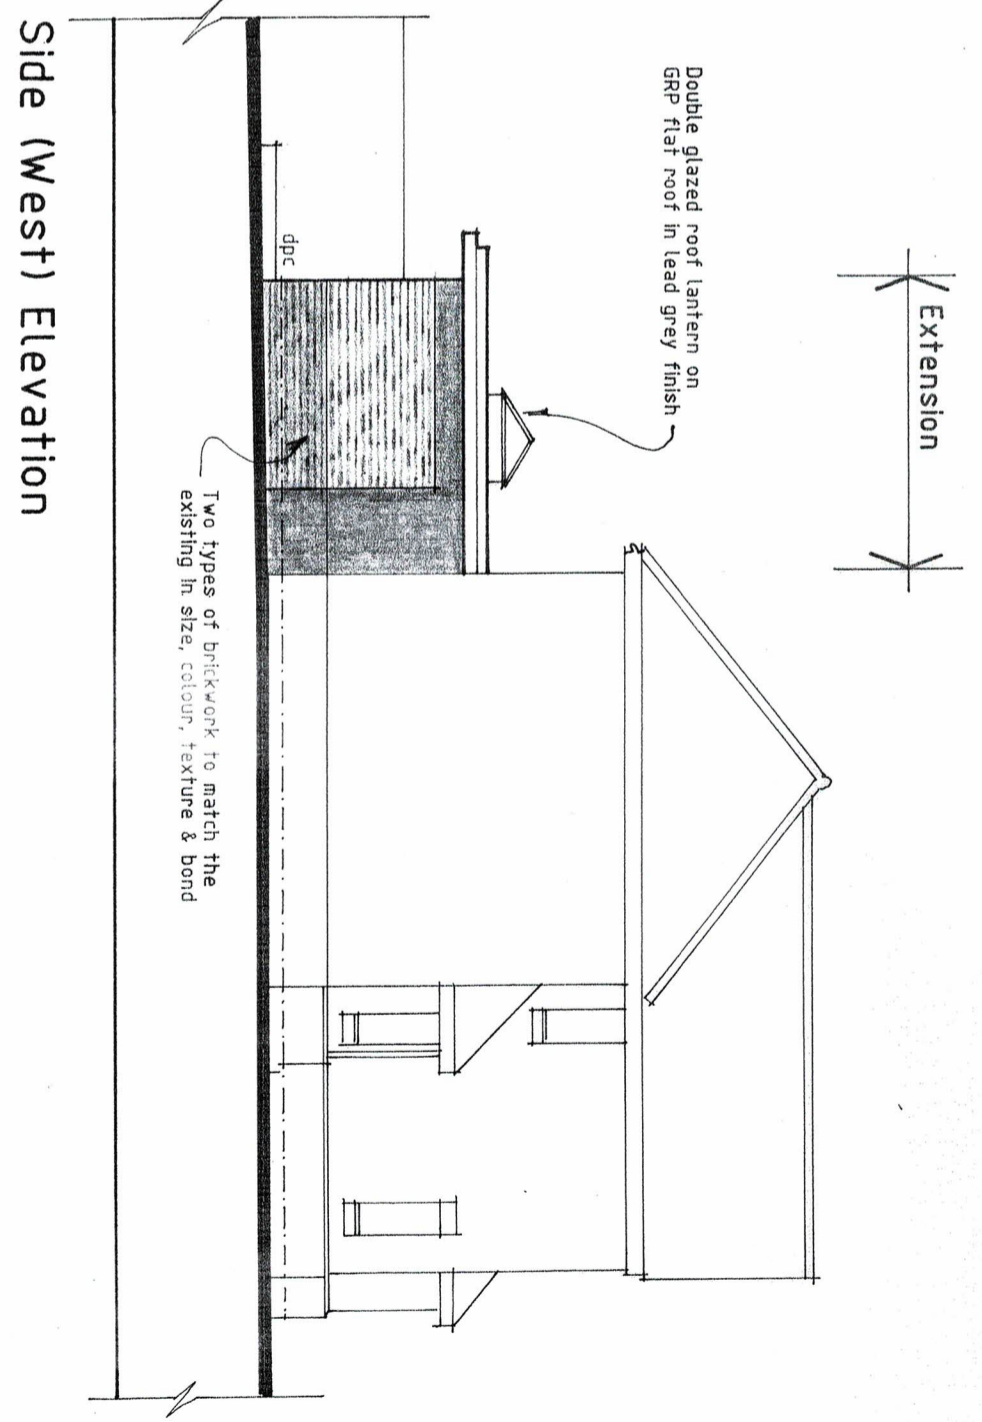 Extension
Double glazed roof lantern on
GRP flat roof in lead grey finish
dpc
Two types of brickwork to match the
existing in size, colour, texture & bond
Side (West) Elevation